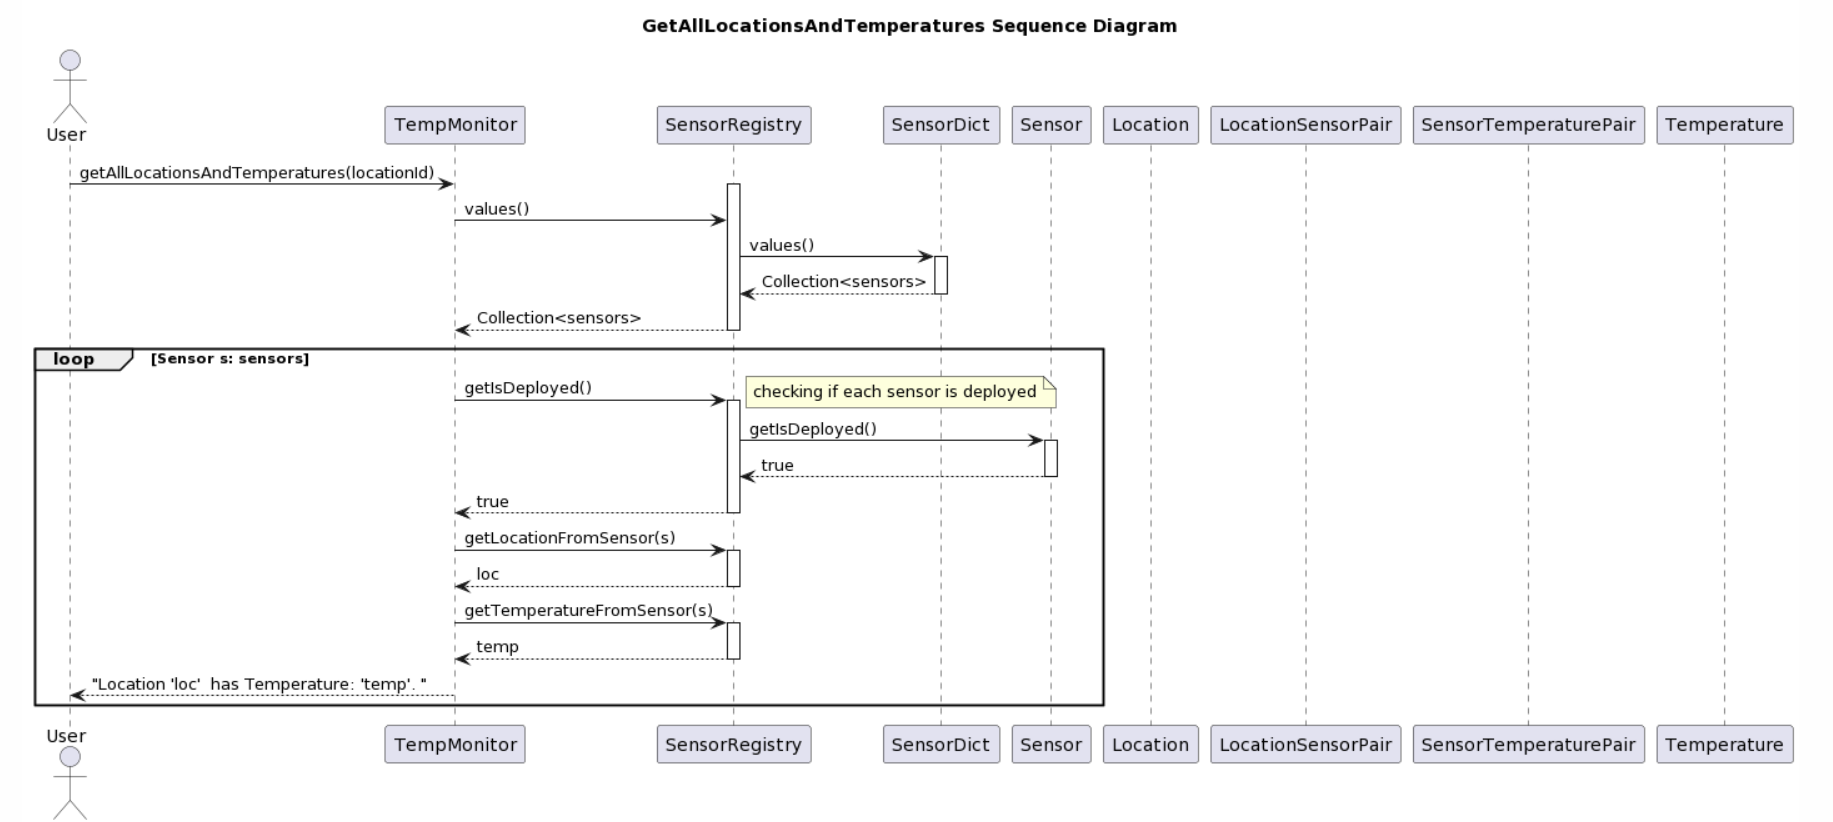 GetAllLocationsAndTemperatures Sequence Diagram
User
TempMonitor
SensorRegistry
SensorDict
Sensor
Location
LocationSensorPair
SensorTemperaturePair
Temperature
getAllLocationsAndTemperatures(locationId)
values()
values()
Collection<sensors>
Collection<sensors>
loop
[Sensor s: sensors]
getIsDeployed()
checking if each sensor is deployed
getIsDeployed()
true
true
getLocationFromSensor(s)
loc
getTemperatureFromSensor(s)
temp
"Location 'loc'  has Temperature: 'temp'. "
User
TempMonitor
SensorRegistry
SensorDict
Sensor
Location
LocationSensorPair
SensorTemperaturePair
Temperature